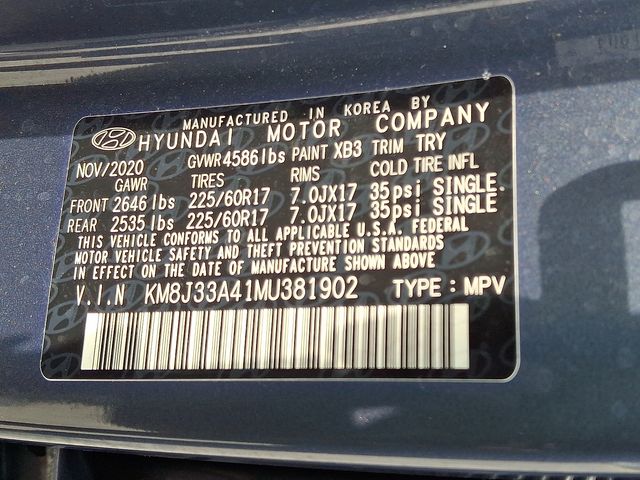 MANUFACTURED IN KOREA BY
HYUNDAI MOTOR COMPANY
NOV/2020 GVWR 4586 lbs PAINT XB3 TRIM TRY
GAWR TIRES RIMS COLD TIRE INFL
FRONT 2646 lbs 225/60R17 7.0JX17 35psi SINGLE.
REAR 2535 lbs 225/60R17 7.0JX17 35psi SINGLE
THIS VEHICLE CONFORMS TO ALL APPLICABLE U.S.A. FEDERAL
MOTOR VEHICLE SAFETY AND THEFT PREVENTION STANDARDS
IN EFFECT ON THE DATE OF MANUFACTURE SHOWN ABOVE
V.I.N KM8J33A41MU381902 TYPE : MPV